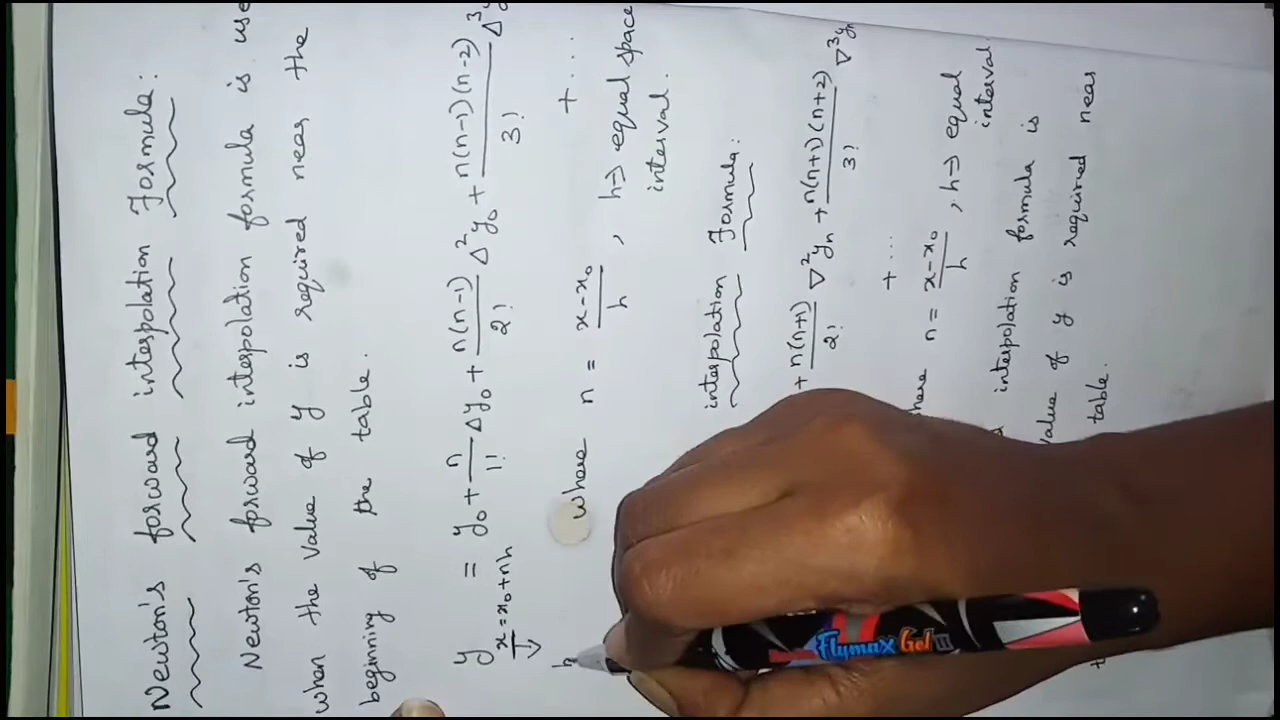 Newton's forward interpolation Formula:
Newton's forward interpolation formula is use
when the value of y is required near the
beginning of the table.
y = y₀ + n/1! Δy₀ + n(n-1)/2! Δ²y₀ + n(n-1)(n-2)/3! Δ³y₀
x=x₀+nh
+ ...
where n = x-x₀/h , h⇒ equal space
interval.
h
interpolation Formula:
+ n(n+1)/2! ∇²yₙ + n(n+1)(n+2)/3! ∇³yₙ
+ ...
here n = x-x₀/h , h⇒ equal
interval.
interpolation formula is
value of y is required near
table.
Flymax Gel